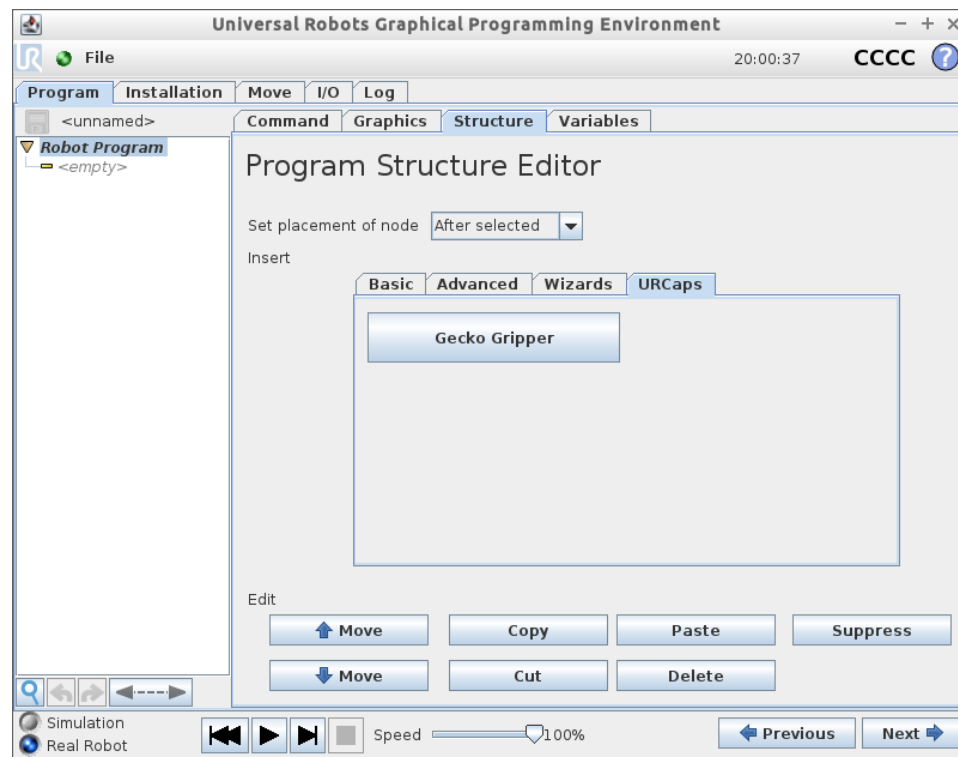 Universal Robots Graphical Programming Environment
UR File 20:00:37 CCCC ?
Program Installation Move I/O Log
<unnamed> Command Graphics Structure Variables
Robot Program
<empty>
Program Structure Editor
Set placement of node After selected
Insert
Basic Advanced Wizards URCaps
Gecko Gripper
Edit
Move Copy Paste Suppress
Move Cut Delete
Simulation
Real Robot
Speed 100%
Previous Next